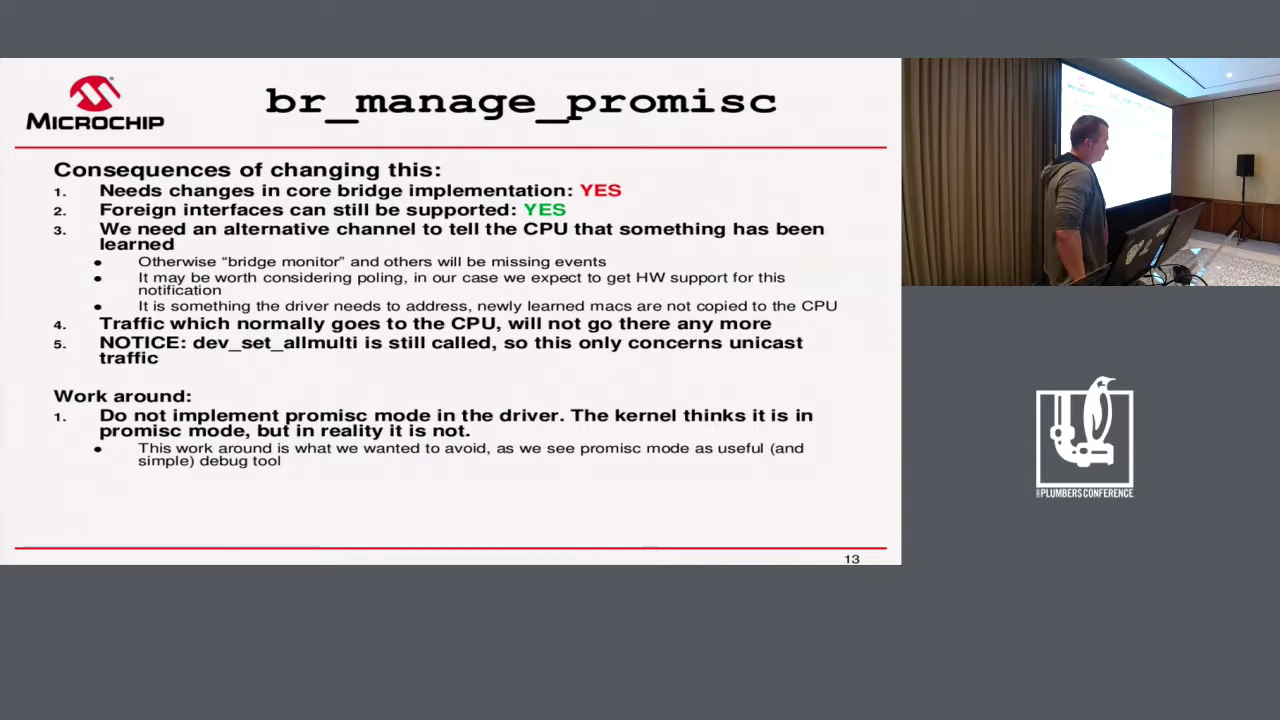 MICROCHIP
br_manage_promisc
Consequences of changing this:
1. Needs changes in core bridge implementation: YES
2. Foreign interfaces can still be supported: YES
3. We need an alternative channel to tell the CPU that something has been
learned
• Otherwise “bridge monitor” and others will be missing events
• It may be worth considering poling, in our case we expect to get HW support for this
notification
• It is something the driver needs to address, newly learned macs are not copied to the CPU
4. Traffic which normally goes to the CPU, will not go there any more
5. NOTICE: dev_set_allmulti is still called, so this only concerns unicast
traffic
Work around:
1. Do not implement promisc mode in the driver. The kernel thinks it is in
promisc mode, but in reality it is not.
• This work around is what we wanted to avoid, as we see promisc mode as useful (and
simple) debug tool
13
PLUMBERS CONFERENCE